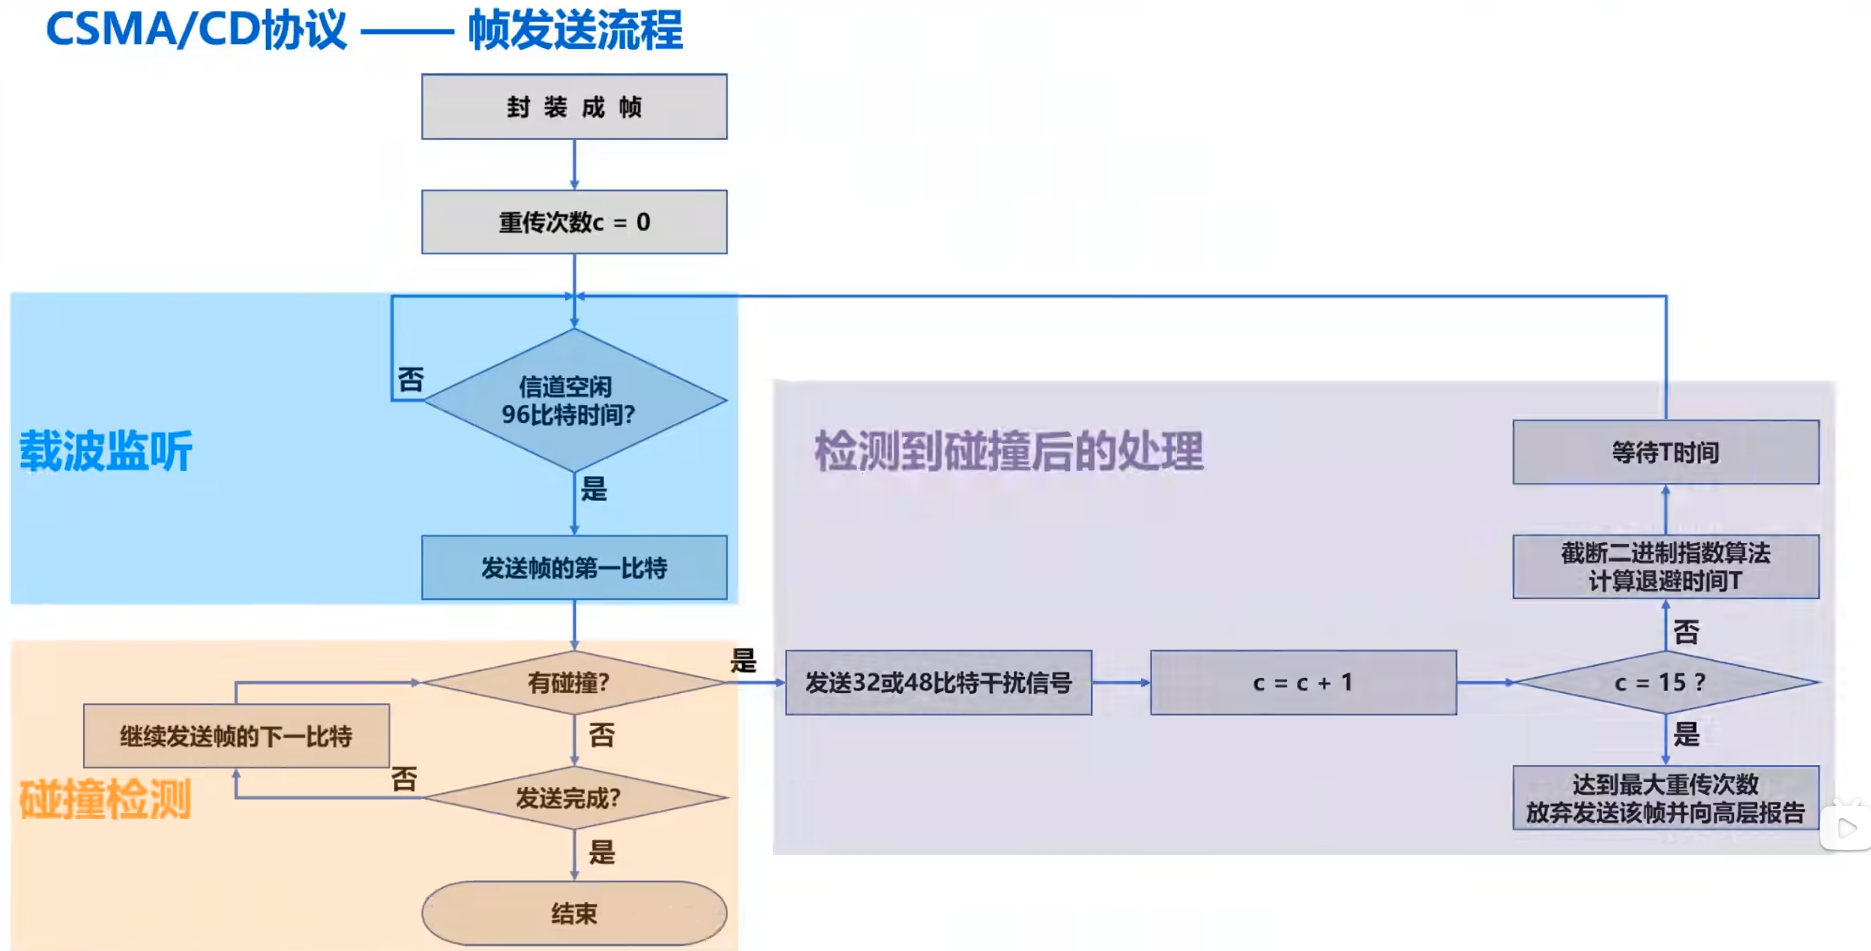 CSMA/CD协议 —— 帧发送流程
封 装 成 帧
重传次数c = 0
载波监听
否
信道空闲
96比特时间?
是
发送帧的第一比特
碰撞检测
有碰撞?
是
否
继续发送帧的下一比特
否
发送完成?
是
结束
检测到碰撞后的处理
发送32或48比特干扰信号
c = c + 1
c = 15 ?
否
截断二进制指数算法
计算退避时间T
等待T时间
是
达到最大重传次数
放弃发送该帧并向高层报告